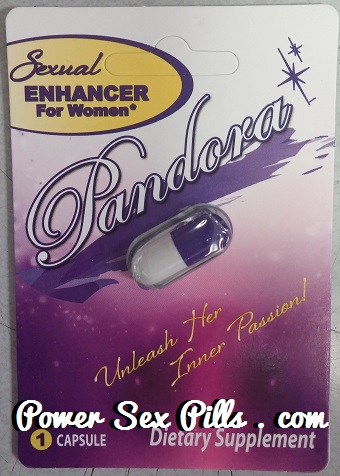 Sexual
ENHANCER
For Women*
Pandora
Unleash Her
Inner Passion!
Power Sex Pills . com
1 CAPSULE
Dietary Supplement